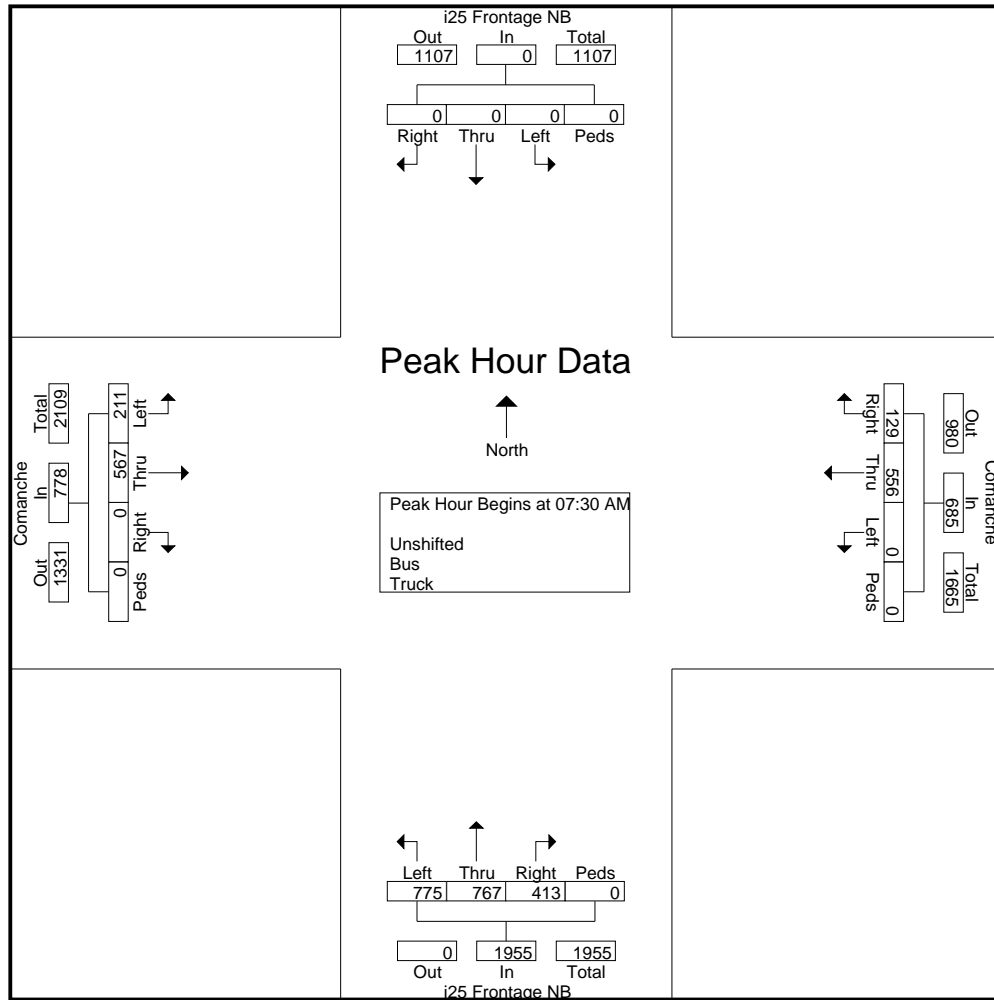 i25 Frontage NB
Out In Total
1107 0 1107
0 0 0 0
Right Thru Left Peds
Peak Hour Data
North
Peak Hour Begins at 07:30 AM
Unshifted
Bus
Truck
Comanche
Total In Out
2109 778 1331
211 567 0 0
Left Thru Right Peds
Comanche
Out In Total
980 685 1665
129 556 0 0
Right Thru Left Peds
Left Thru Right Peds
775 767 413 0
0 1955 1955
Out In Total
i25 Frontage NB